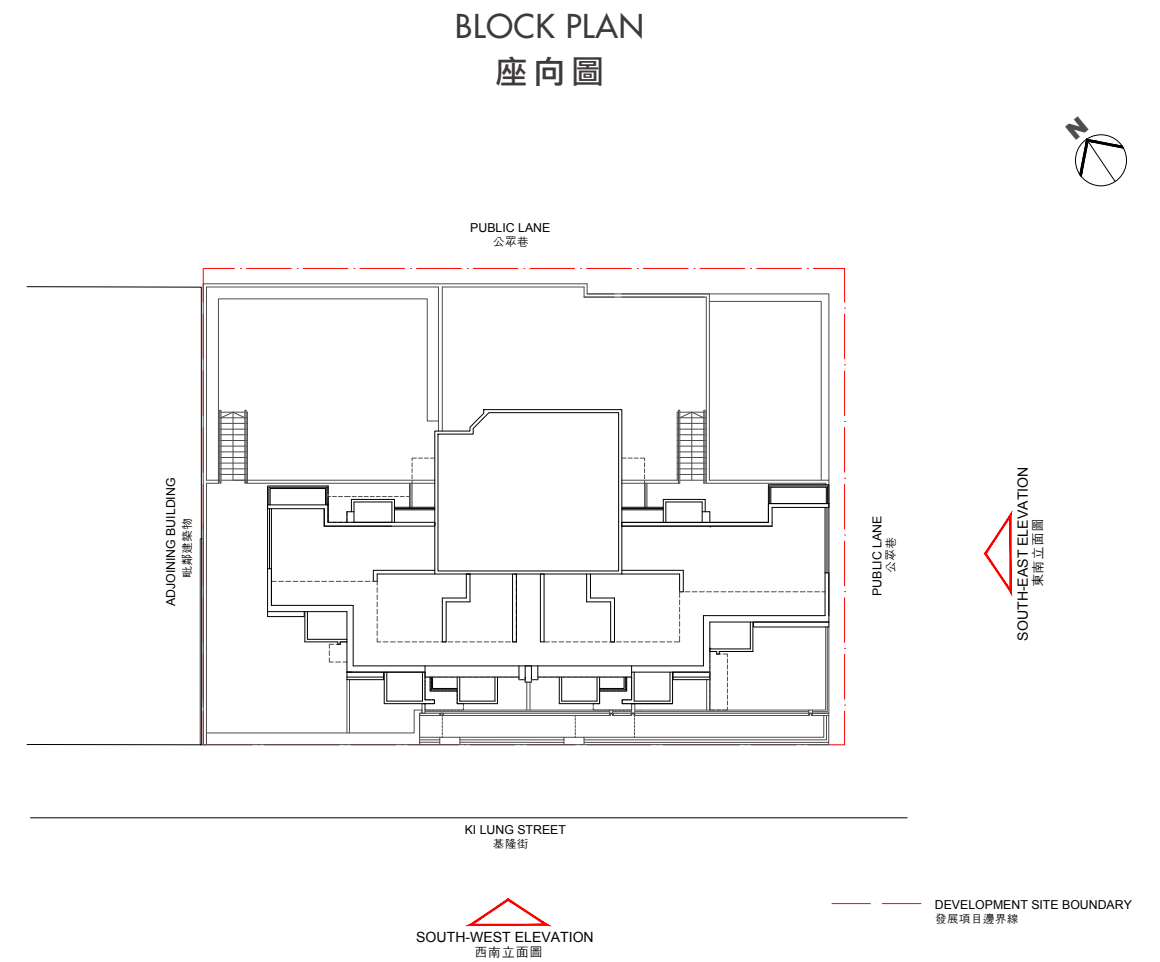 BLOCK PLAN
座向圖
N
PUBLIC LANE
公眾巷
ADJOINING BUILDING
毗鄰建築物
PUBLIC LANE
公眾巷
SOUTH-EAST ELEVATION
東南立面圖
KI LUNG STREET
基隆街
SOUTH-WEST ELEVATION
西南立面圖
DEVELOPMENT SITE BOUNDARY
發展項目邊界線